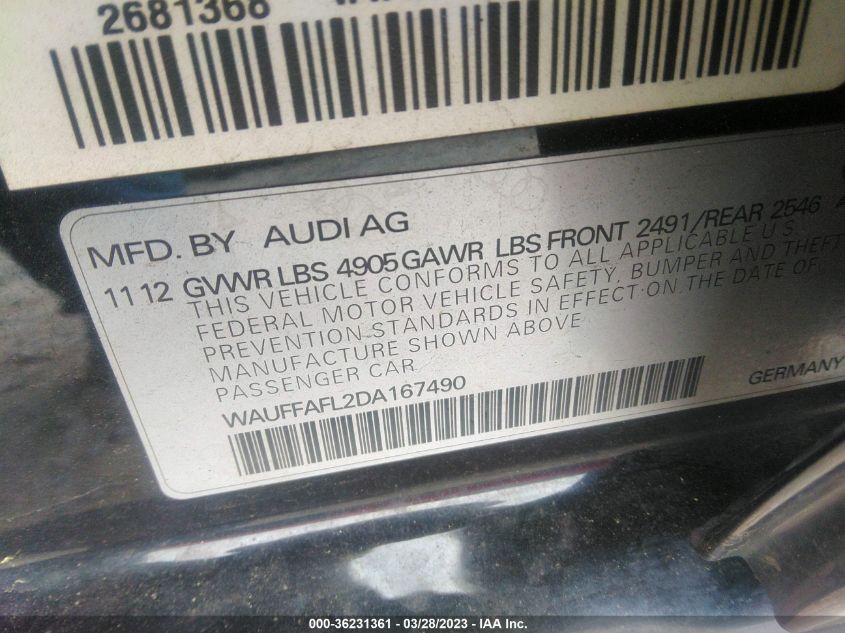 2681368
MFD. BY AUDI AG
11 12 GVWR LBS 4905 GAWR LBS FRONT 2491/REAR 2546
THIS VEHICLE CONFORMS TO ALL APPLICABLE U.S.
FEDERAL MOTOR VEHICLE SAFETY, BUMPER AND THEFT
PREVENTION STANDARDS IN EFFECT ON THE DATE OF
MANUFACTURE SHOWN ABOVE
PASSENGER CAR
WAUFFAFL2DA167490
GERMANY
000-36231361 - 03/28/2023 - IAA Inc.